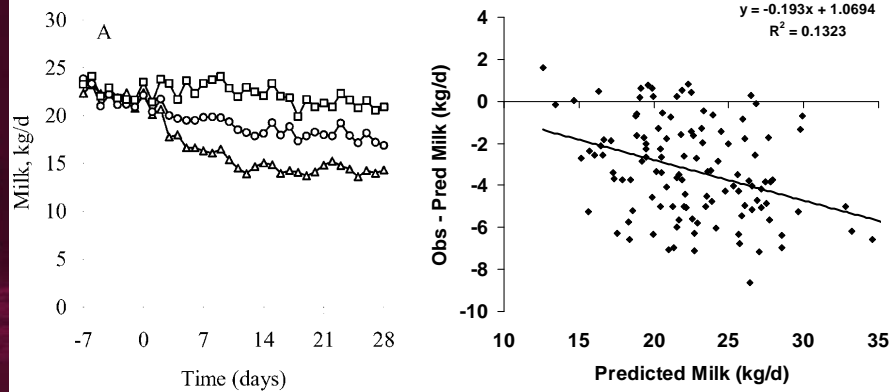 A
30
25
20
15
10
5
0
Milk, kg/d
-7 0 7 14 21 28
Time (days)
y = -0.193x + 1.0694
R² = 0.1323
4
2
0
-2
-4
-6
-8
-10
Obs - Pred Milk (kg/d)
10 15 20 25 30 35
Predicted Milk (kg/d)